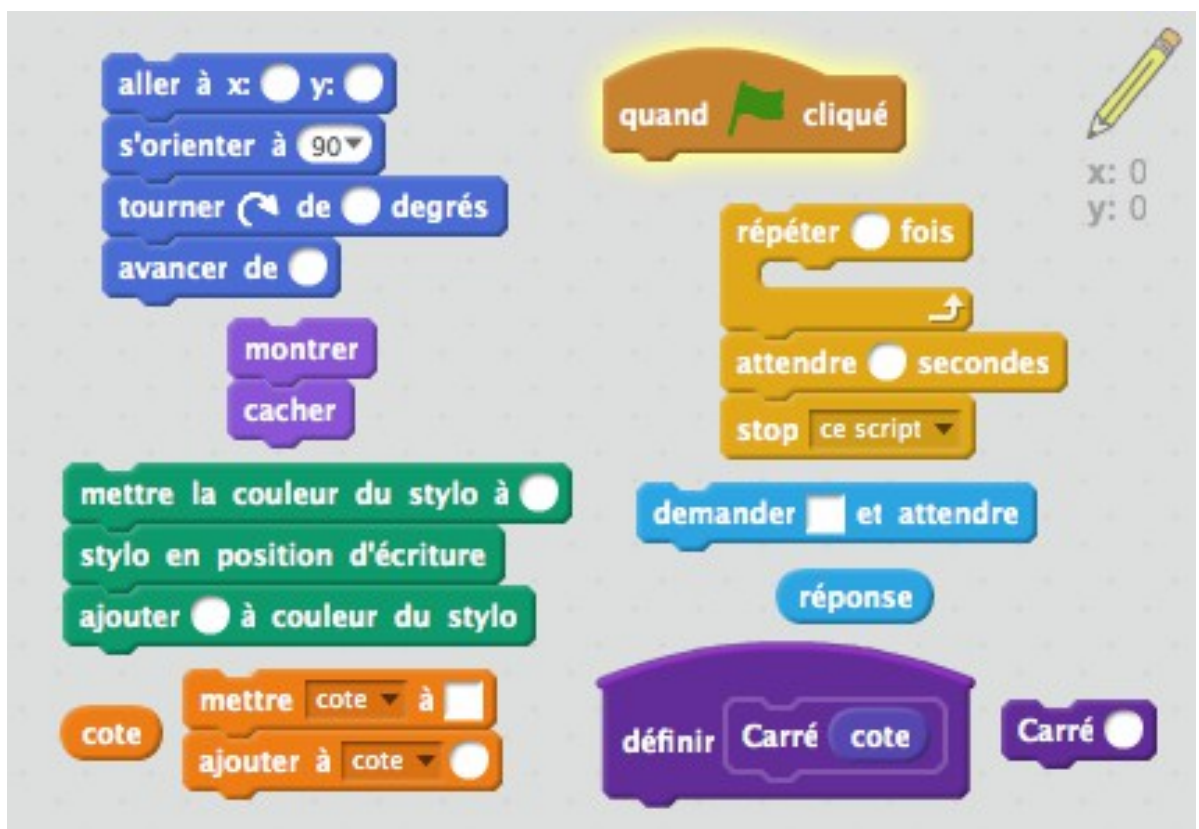 aller à x: y:
s'orienter à 90
tourner de degrés
avancer de
montrer
cacher
mettre la couleur du stylo à
stylo en position d'écriture
ajouter à couleur du stylo
cote
mettre cote à
ajouter à cote
quand cliqué
x: 0
y: 0
répéter fois
attendre secondes
stop ce script
demander et attendre
réponse
définir Carré cote
Carré